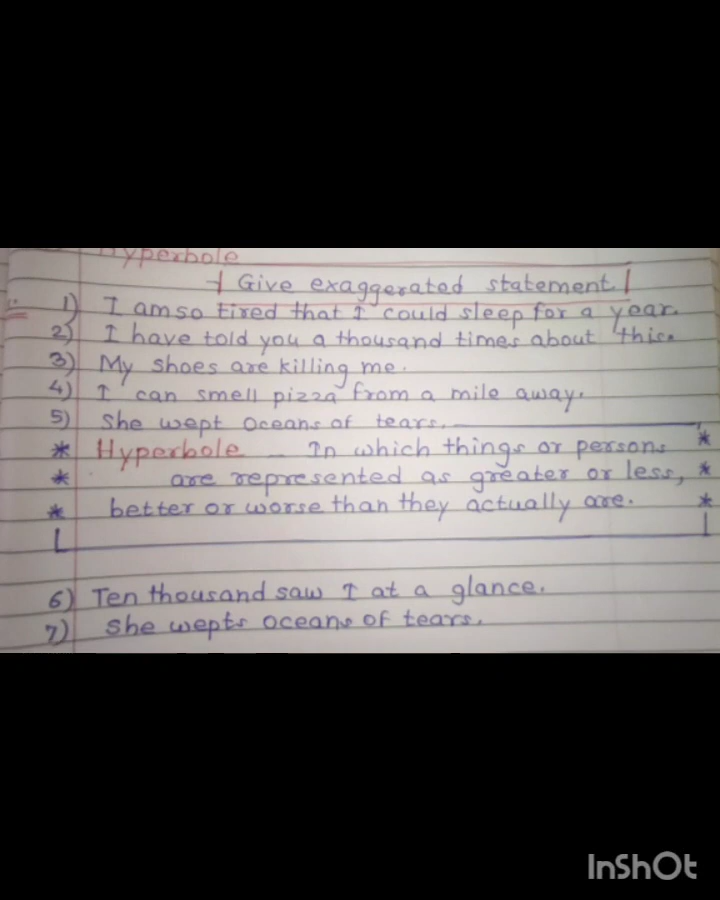 Hyperbole
Give exaggerated statement
1) I am so tired that I could sleep for a year.
2) I have told you a thousand times about this.
3) My shoes are killing me.
4) I can smell pizza from a mile away.
5) She wept oceans of tears.
* Hyperbole - In which things or persons *
* are represented as greater or less, *
* better or worse than they actually are. *
6) Ten thousand saw I at a glance.
7) She wepts oceans of tears.
InShOt